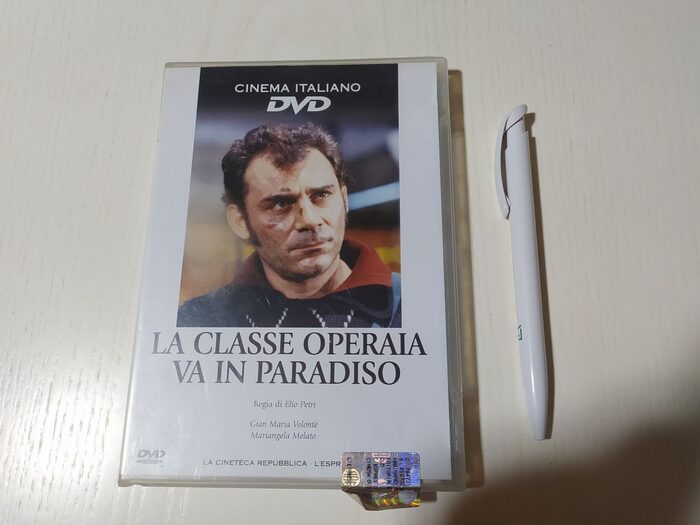 CINEMA ITALIANO
DVD
LA CLASSE OPERAIA
VA IN PARADISO
Regia di Elio Petri
Gian Maria Volontè
Mariangela Melato
DVD
LA CINETECA REPUBBLICA - L'ESPR